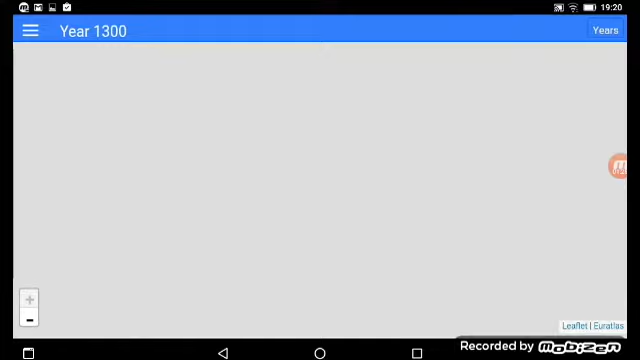 19:20
Year 1300
Years
+
-
Leaflet | Euratlas
Recorded by mobizen